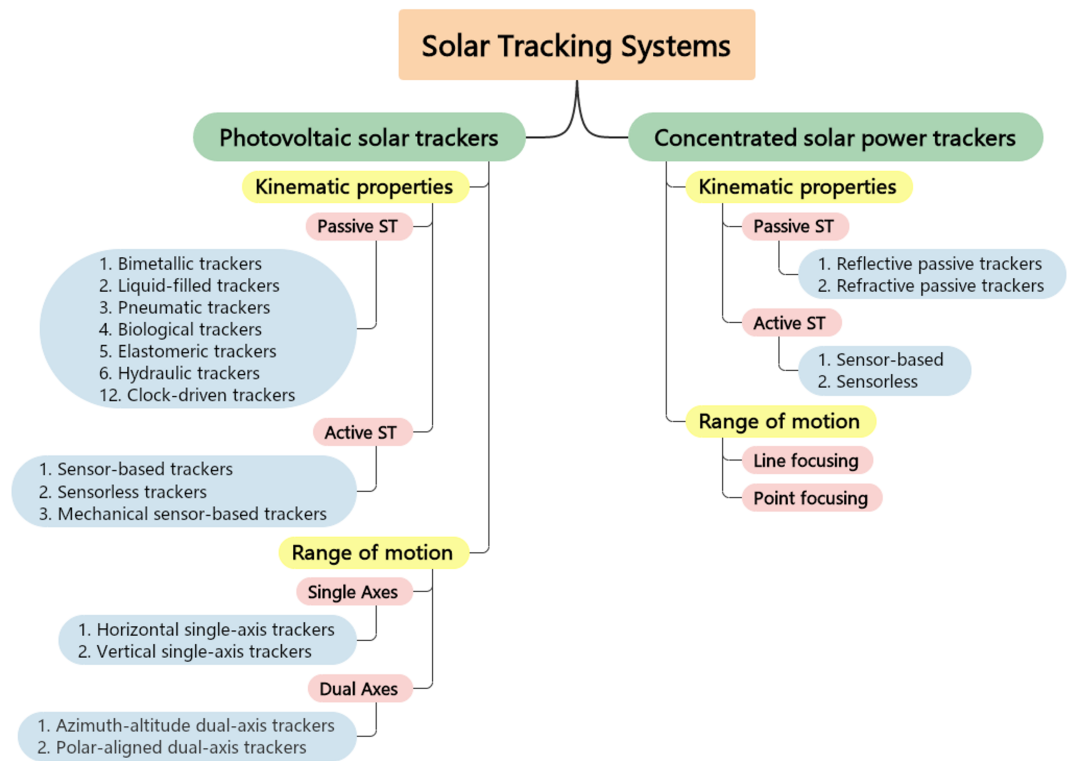 Solar Tracking Systems
Photovoltaic solar trackers
Kinematic properties
Passive ST
1. Bimetallic trackers
2. Liquid-filled trackers
3. Pneumatic trackers
4. Biological trackers
5. Elastomeric trackers
6. Hydraulic trackers
12. Clock-driven trackers
Active ST
1. Sensor-based trackers
2. Sensorless trackers
3. Mechanical sensor-based trackers
Range of motion
Single Axes
1. Horizontal single-axis trackers
2. Vertical single-axis trackers
Dual Axes
1. Azimuth-altitude dual-axis trackers
2. Polar-aligned dual-axis trackers
Concentrated solar power trackers
Kinematic properties
Passive ST
1. Reflective passive trackers
2. Refractive passive trackers
Active ST
1. Sensor-based
2. Sensorless
Range of motion
Line focusing
Point focusing